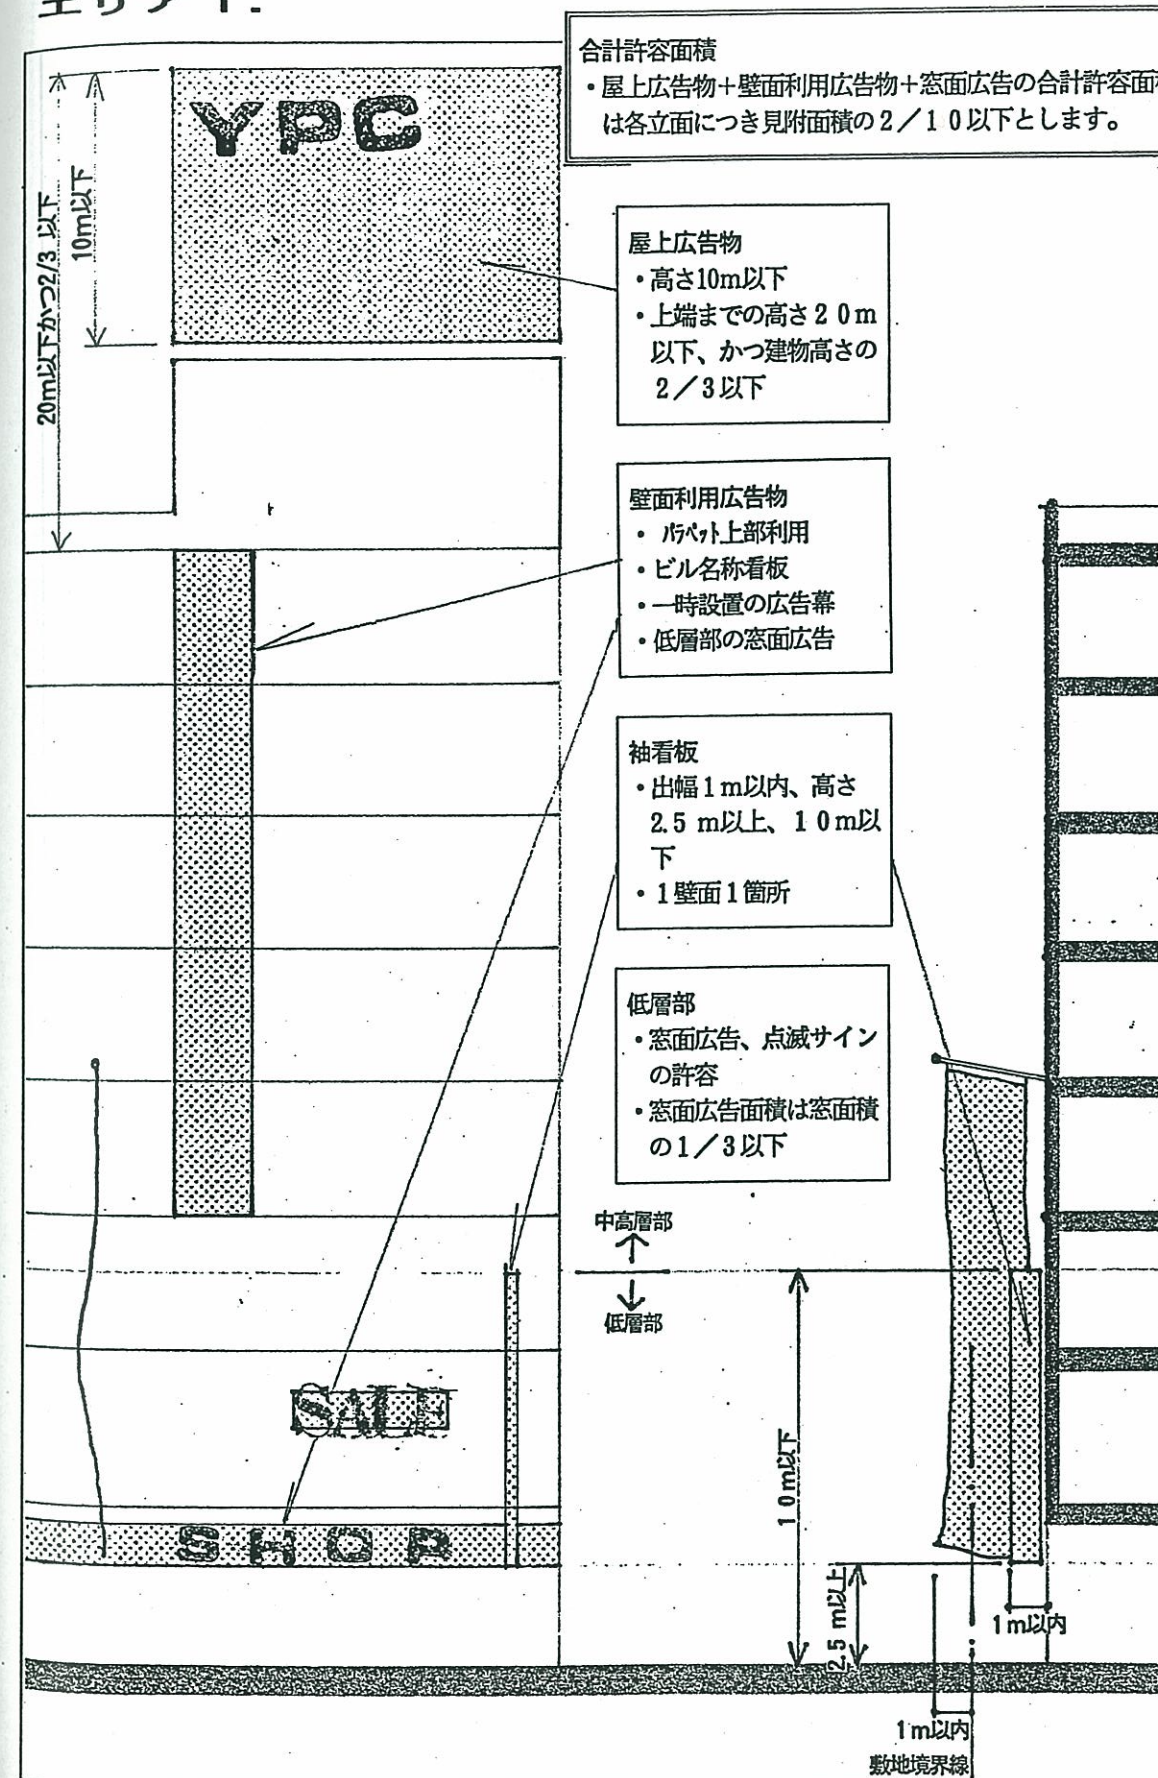 エリア 1.
合計許容面積
・屋上広告物+壁面利用広告物+窓面広告の合計許容面積
は各立面につき見附面積の2/10以下とします。
YPC
10m以下
20m以下かつ2/3 以下
屋上広告物
・高さ10m以下
・上端までの高さ20m
以下、かつ建物高さの
2/3以下
壁面利用広告物
・パラペット上部利用
・ビル名称看板
・一時設置の広告幕
・低層部の窓面広告
袖看板
・出幅1m以内、高さ
2.5 m以上、10m以
下
・1壁面1箇所
低層部
・窓面広告、点滅サイン
の許容
・窓面広告面積は窓面積
の1/3以下
中高層部
低層部
SALE
SHOP
10m以下
2.5 m以上
1m以内
1m以内
敷地境界線